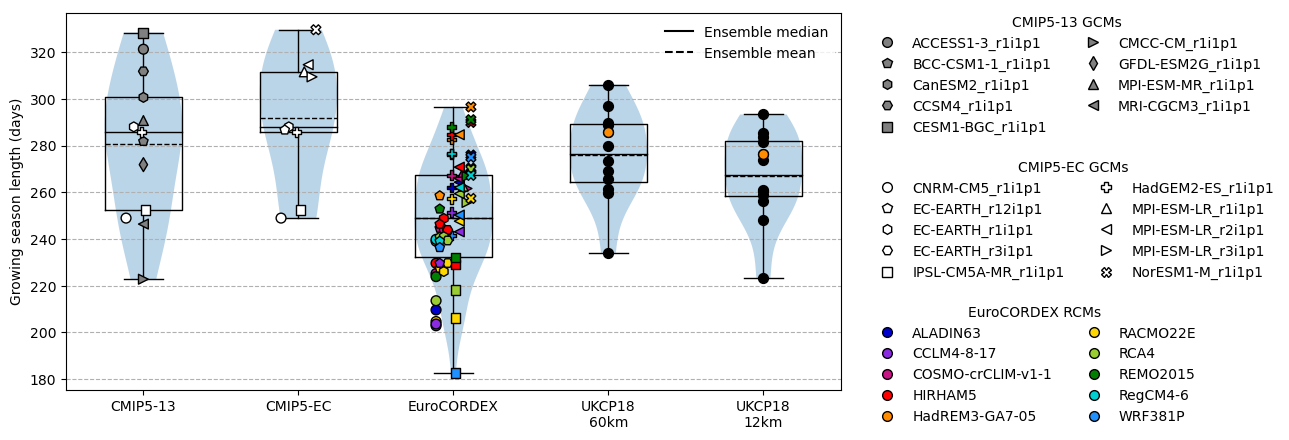 Growing season length (days)
320
300
280
260
240
220
200
180
CMIP5-13
CMIP5-EC
EuroCORDEX
UKCP18
60km
UKCP18
12km
Ensemble median
Ensemble mean
CMIP5-13 GCMs
ACCESS1-3_r1i1p1
BCC-CSM1-1_r1i1p1
CanESM2_r1i1p1
CCSM4_r1i1p1
CESM1-BGC_r1i1p1
CMCC-CM_r1i1p1
GFDL-ESM2G_r1i1p1
MPI-ESM-MR_r1i1p1
MRI-CGCM3_r1i1p1
CMIP5-EC GCMs
CNRM-CM5_r1i1p1
EC-EARTH_r12i1p1
EC-EARTH_r1i1p1
EC-EARTH_r3i1p1
IPSL-CM5A-MR_r1i1p1
HadGEM2-ES_r1i1p1
MPI-ESM-LR_r1i1p1
MPI-ESM-LR_r2i1p1
MPI-ESM-LR_r3i1p1
NorESM1-M_r1i1p1
EuroCORDEX RCMs
ALADIN63
CCLM4-8-17
COSMO-crCLIM-v1-1
HIRHAM5
HadREM3-GA7-05
RACMO22E
RCA4
REMO2015
RegCM4-6
WRF381P